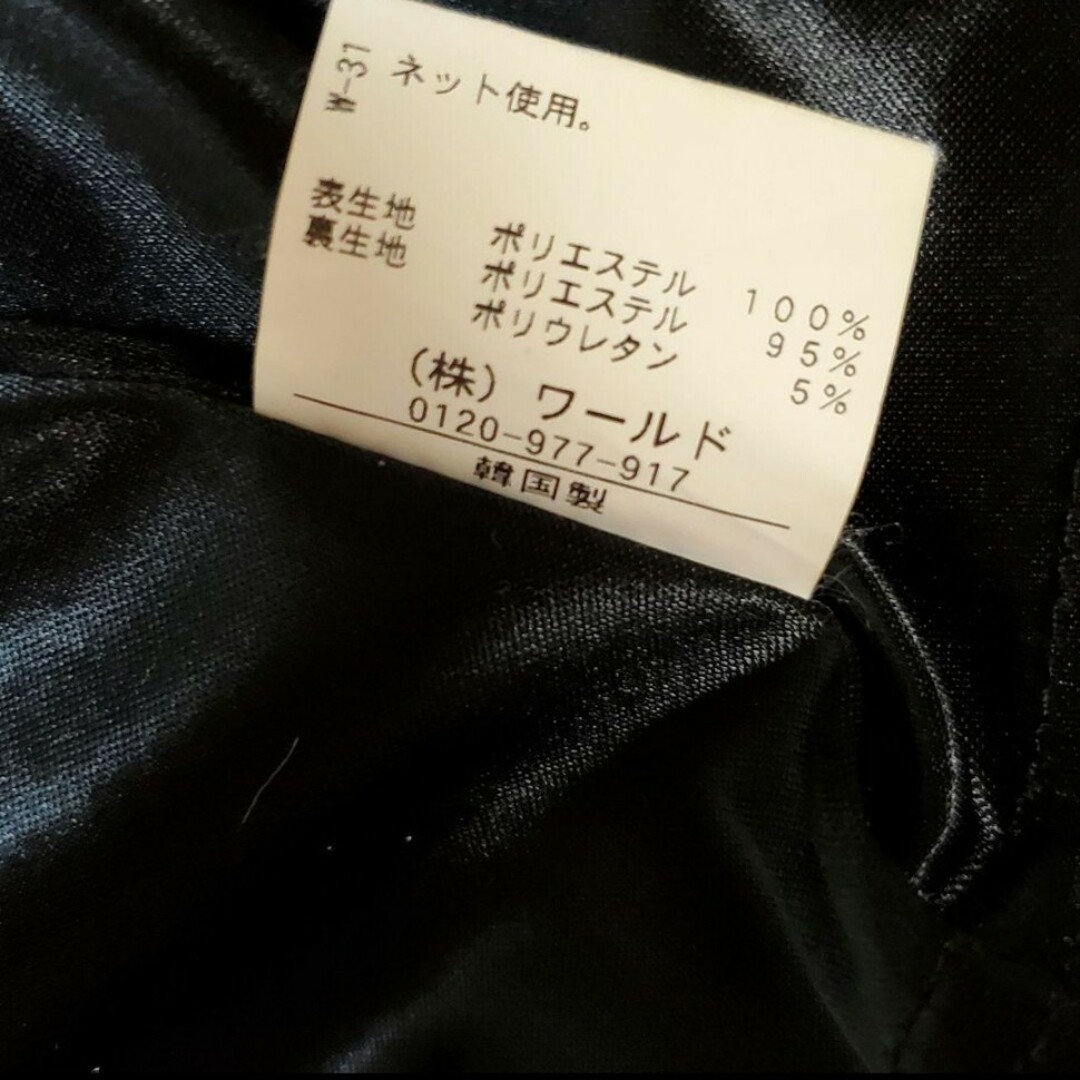 W-31
ネット使用。
表生地 ポリエステル 100%
裏生地 ポリエステル 95%
ポリウレタン 5%
(株) ワールド
0120-977-917
韓国製